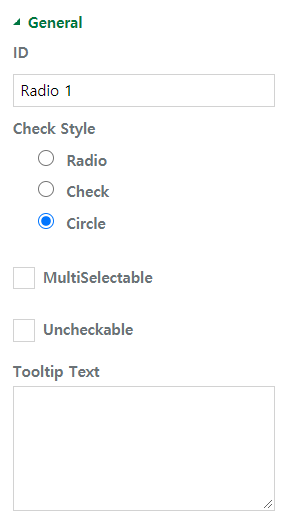 General
ID
Radio 1
Check Style
Radio
Check
Circle
MultiSelectable
Uncheckable
Tooltip Text